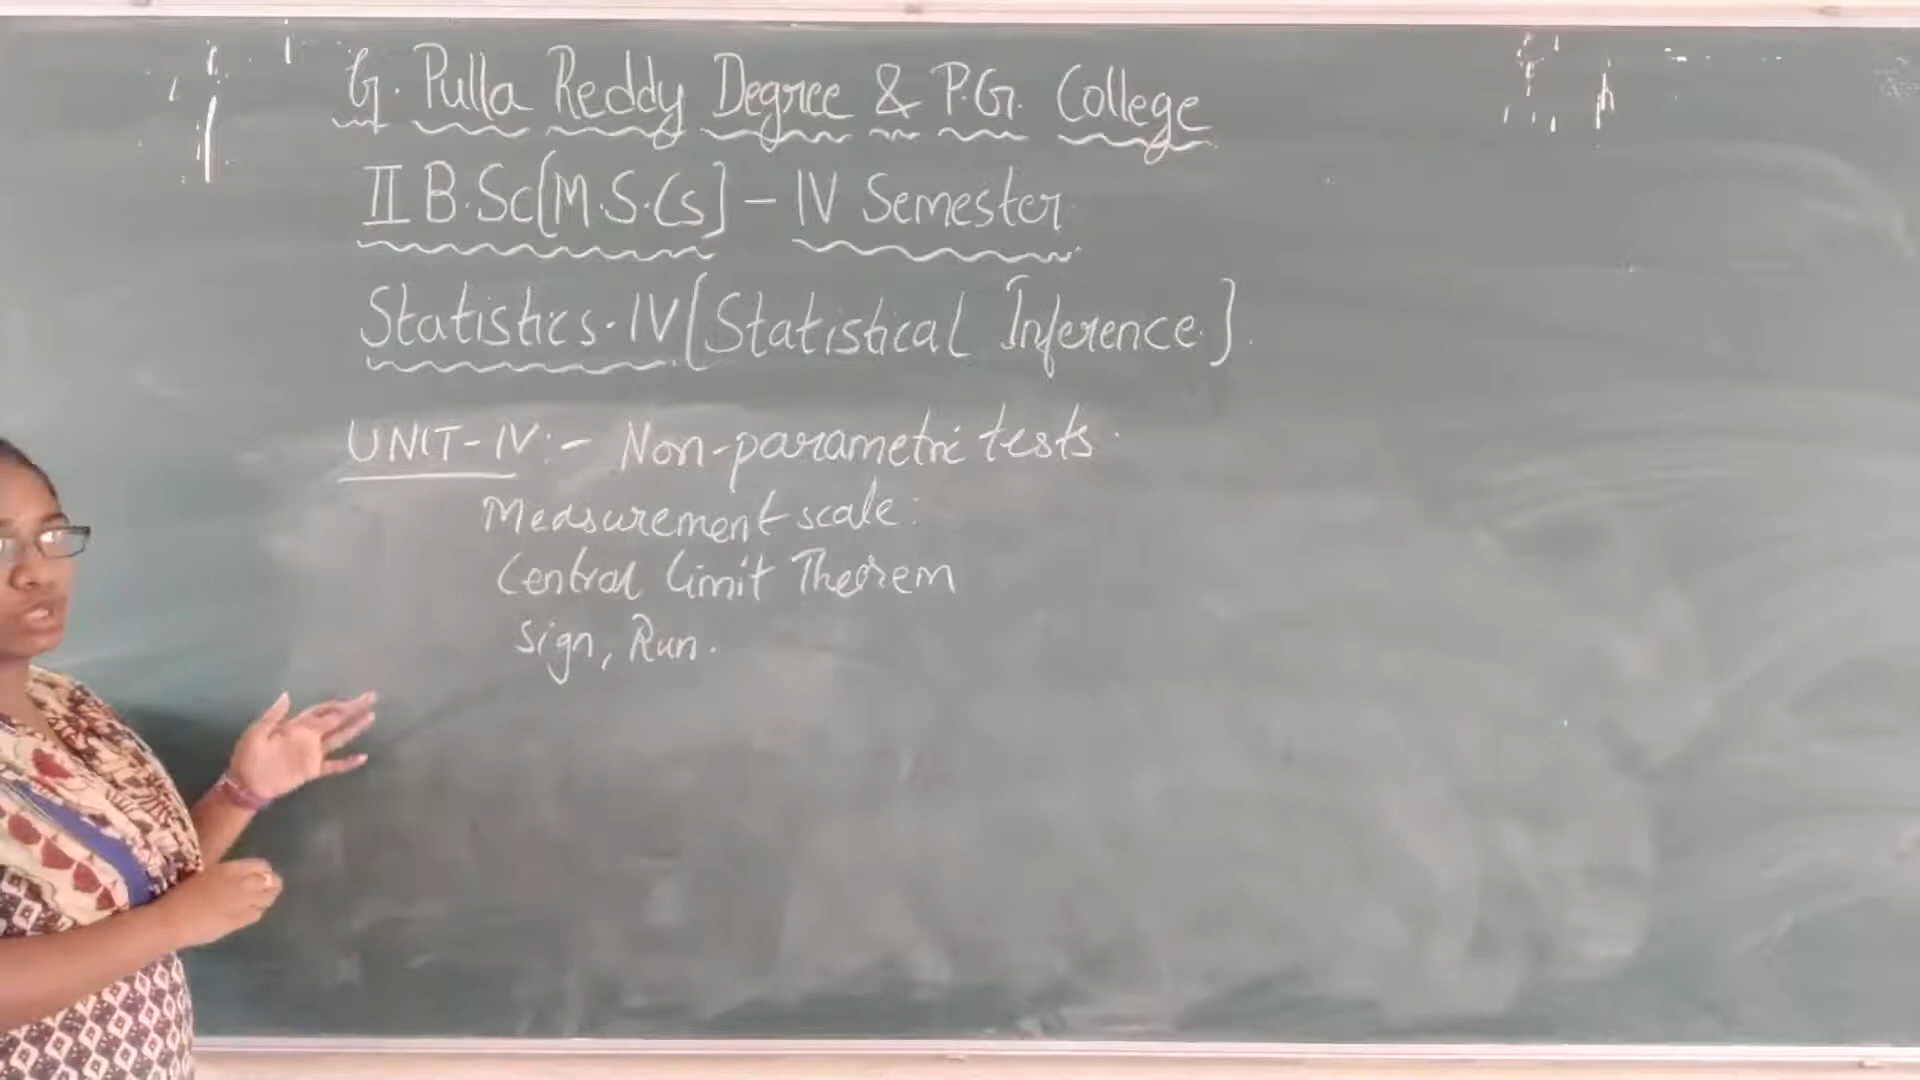 G. Pulla Reddy Degree & P.G. College
II B.Sc[M.S.Cs] - IV Semester
Statistics-IV[Statistical Inference.]
UNIT-IV:- Non-parametric tests.
Measurement scale:
Central Limit Theorem
Sign, Run.